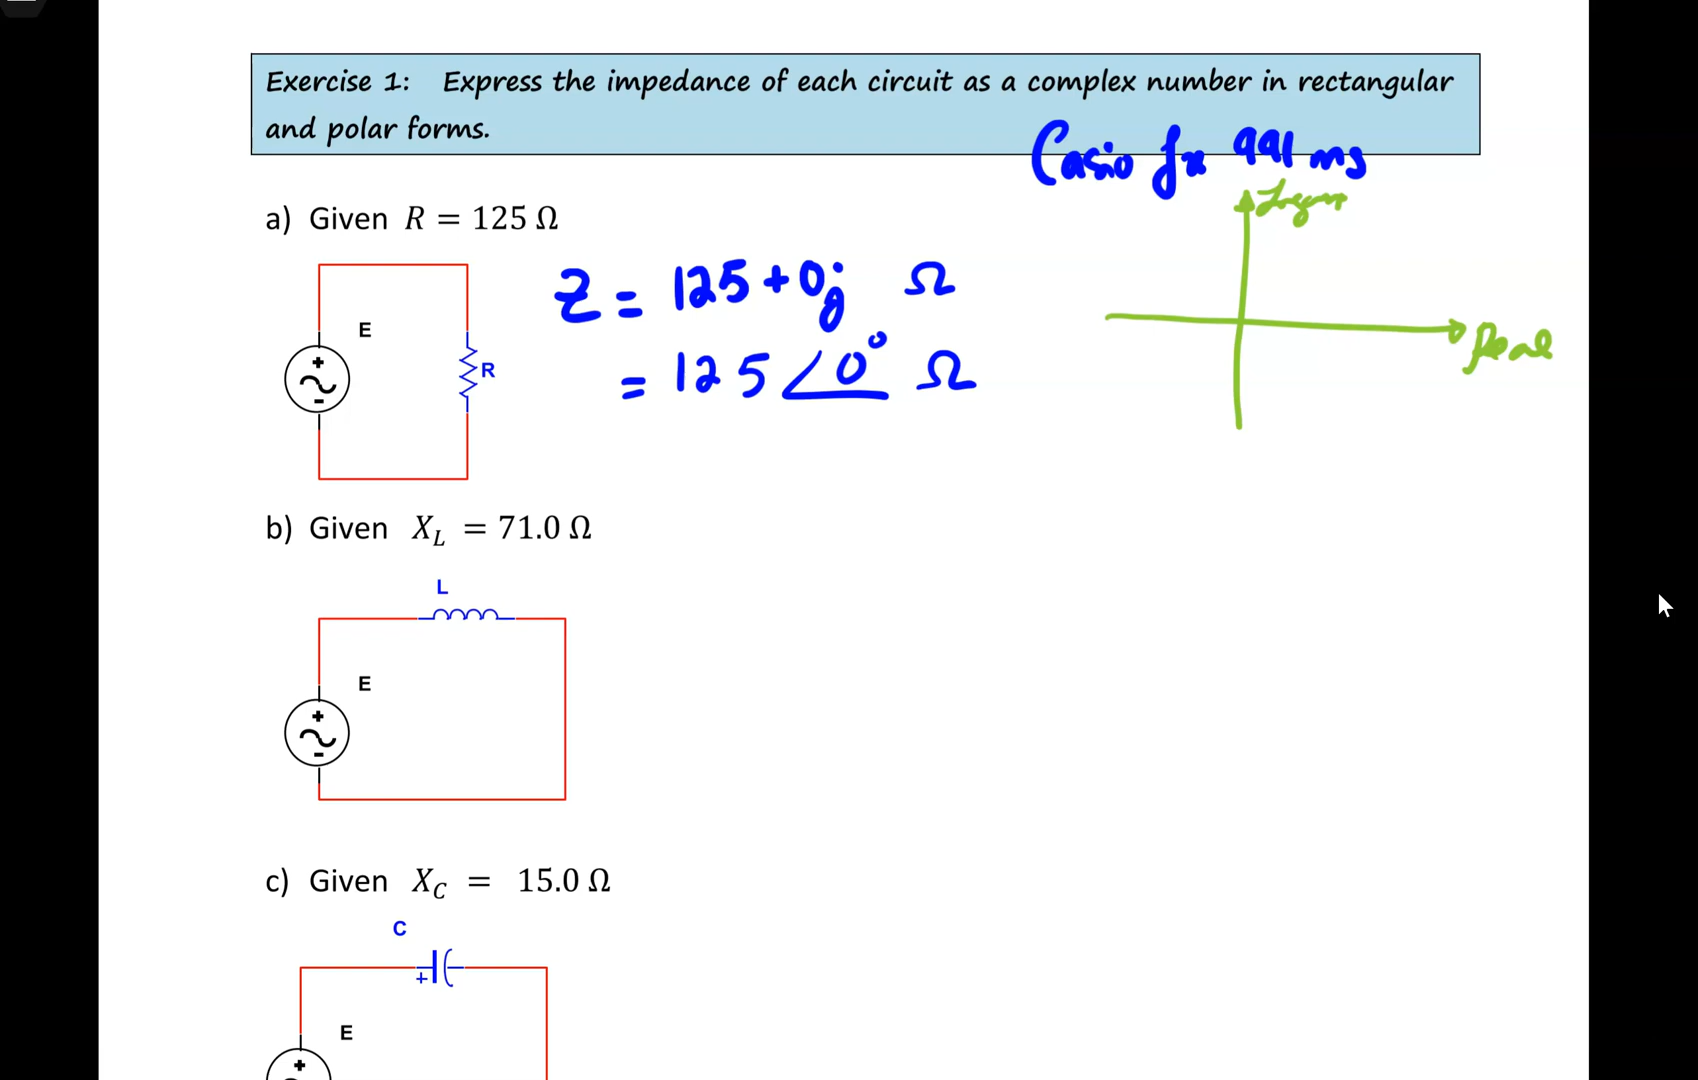 Exercise 1: Express the impedance of each circuit as a complex number in rectangular
and polar forms.
Casio fx 991 ms
a) Given R = 125 Ω
E
+
-
R
Z = 125 + 0j Ω
= 125 ∠0° Ω
Real
b) Given X_L = 71.0 Ω
L
E
+
-
c) Given X_C = 15.0 Ω
C
+
E
+